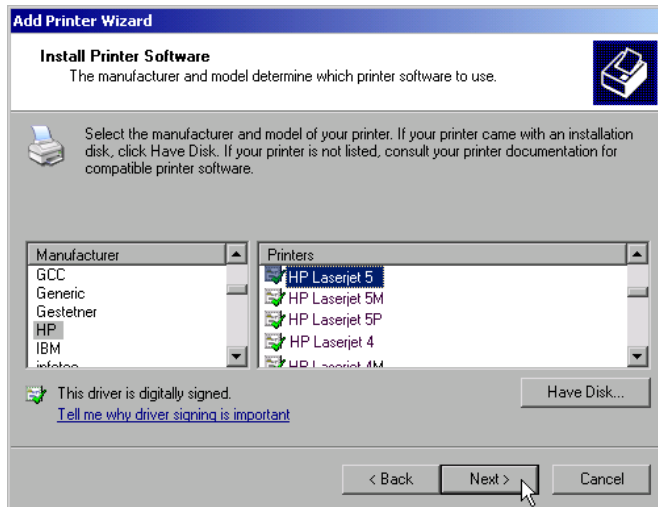 Add Printer Wizard
Install Printer Software
The manufacturer and model determine which printer software to use.
Select the manufacturer and model of your printer. If your printer came with an installation
disk, click Have Disk. If your printer is not listed, consult your printer documentation for
compatible printer software.
Manufacturer
GCC
Generic
Gestetner
HP
IBM
infotec
Printers
HP Laserjet 5
HP Laserjet 5M
HP Laserjet 5P
HP Laserjet 4
HP Laserjet 4M
This driver is digitally signed.
Tell me why driver signing is important
Have Disk...
< Back
Next >
Cancel